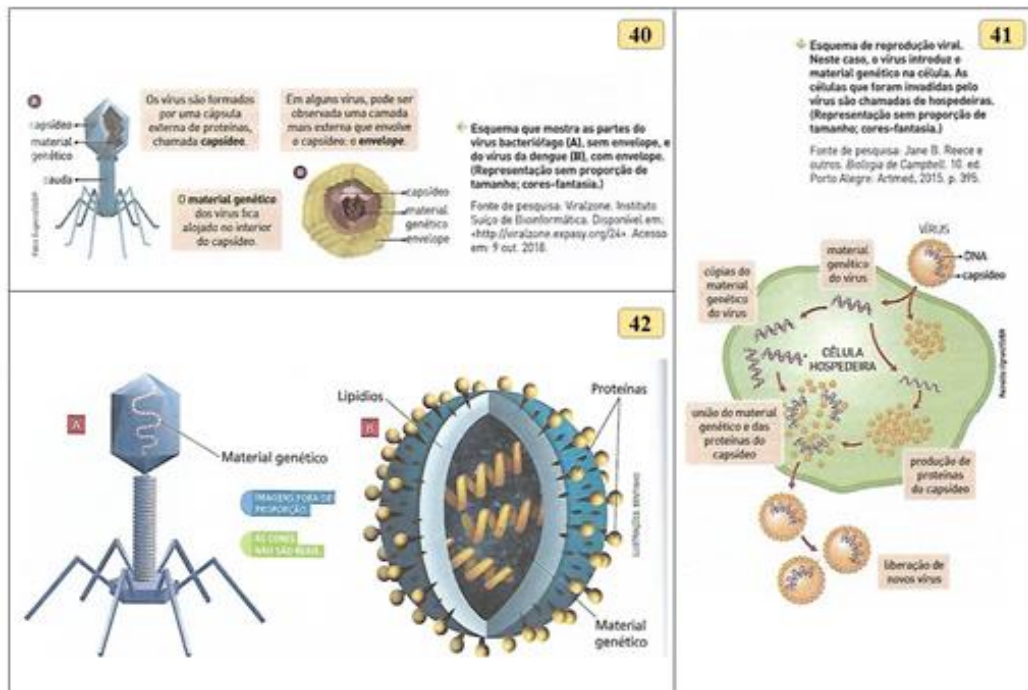 40
A
capsídeo
material
genético
cauda
Os vírus são formados
por uma cápsula
externa de proteínas,
chamada capsídeo.
Em alguns vírus, pode ser
observada uma camada
mais externa que envolve
o capsídeo: o envelope.
O material genético
dos vírus fica
alojado no interior
do capsídeo.
B
capsídeo
material
genético
envelope
Esquema que mostra as partes do
vírus bacteriófago (A), sem envelope, e
do vírus da dengue (B), com envelope.
(Representação sem proporção de
tamanho; cores-fantasia.)
Fonte de pesquisa: Viralzone. Instituto
Suíço de Bioinformática. Disponível em:
<http://viralzone.expasy.org/24>. Acesso
em: 9 out. 2018.
41
Esquema de reprodução viral.
Neste caso, o vírus introduz e
material genético na célula. As
células que foram invadidas pelo
vírus são chamadas de hospedeiras.
(Representação sem proporção de
tamanho; cores-fantasia.)
Fonte de pesquisa: Jane B. Reece e
outros. Biologia de Campbell. 10. ed.
Porto Alegre: Artmed, 2015. p. 395.
VÍRUS
DNA
capsídeo
material
genético
do vírus
cópias do
material
genético
do vírus
CÉLULA
HOSPEDEIRA
união do material
genético e das
proteínas do
capsídeo
produção de
proteínas
do capsídeo
liberação de
novos vírus
42
A
Material genético
IMAGENS FORA DE
PROPORÇÃO.
AS CORES
NÃO SÃO REAIS.
B
Lipídios
Proteínas
Material
genético